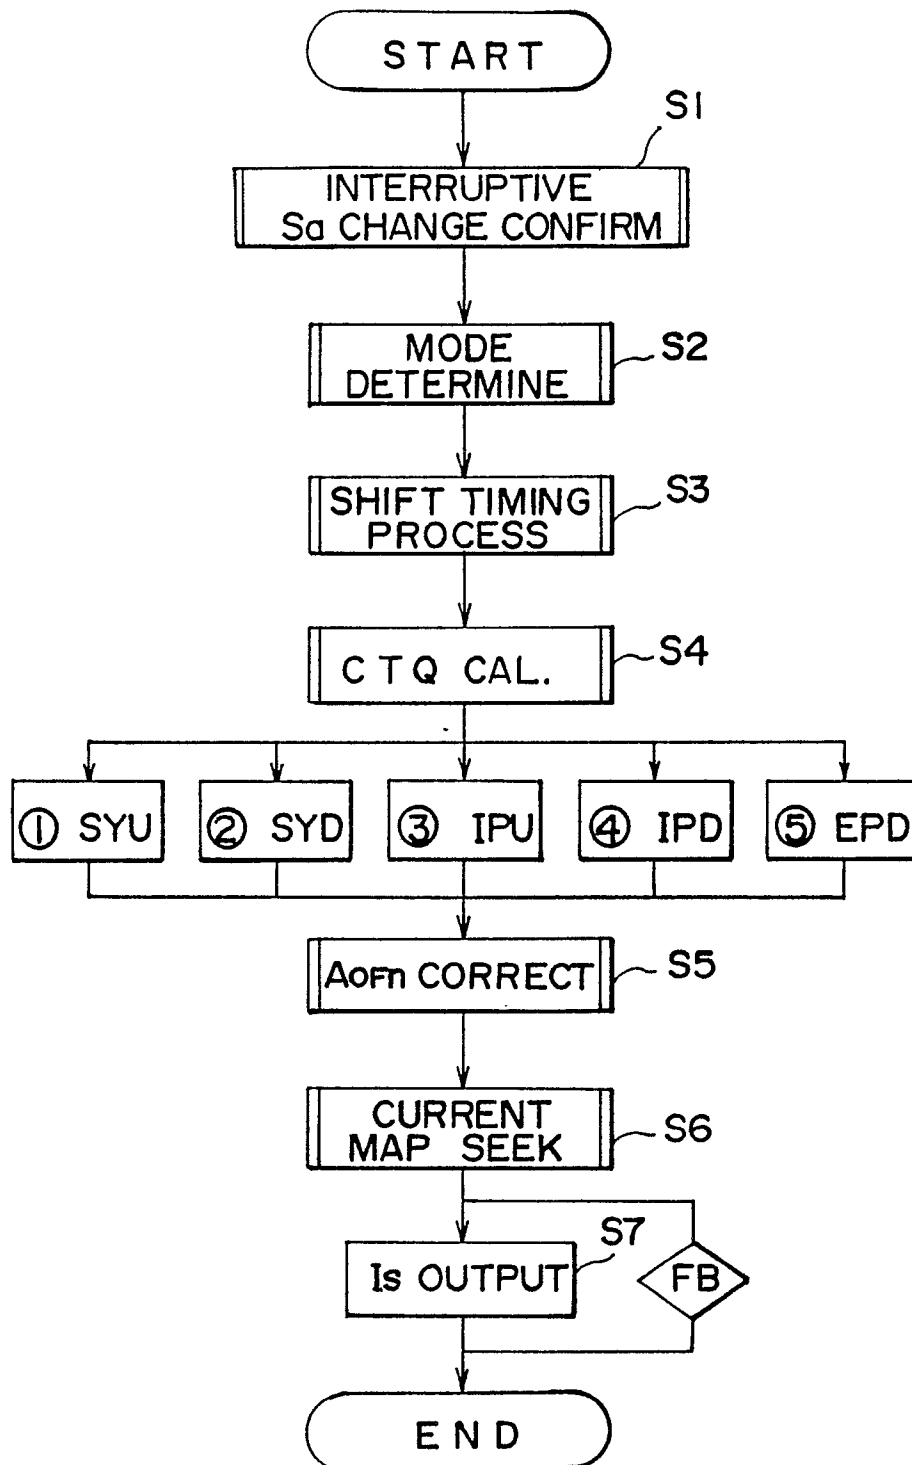 START
S1
INTERRUPTIVE
Sa CHANGE CONFIRM
MODE
DETERMINE
S2
SHIFT TIMING
PROCESS
S3
CTQ CAL.
S4
① SYU
② SYD
③ IPU
④ IPD
⑤ EPD
AOFn CORRECT
S5
CURRENT
MAP SEEK
S6
S7
Is OUTPUT
FB
END